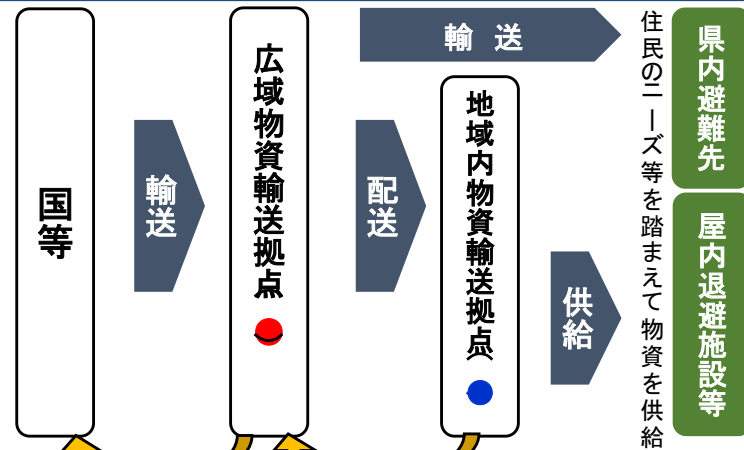 国等
輸送
広域物資輸送拠点
輸送
配送
地域内物資輸送拠点(
供給
住民のニーズ等を踏まえて物資を供給
県内避難先
屋内退避施設等